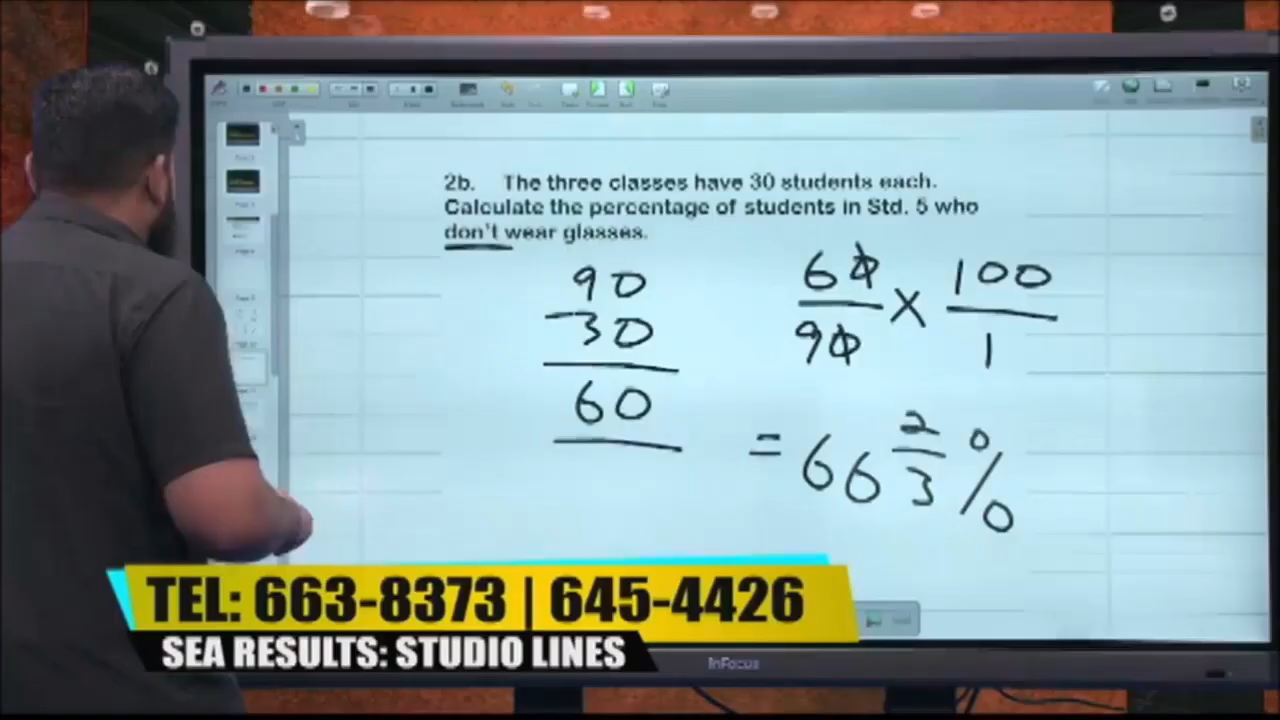 2b. The three classes have 30 students each.
Calculate the percentage of students in Std. 5 who
don't wear glasses.
90
- 30
60
60/90 X 100/1
= 66 2/3 %
TEL: 663-8373 | 645-4426
SEA RESULTS: STUDIO LINES
InFocus